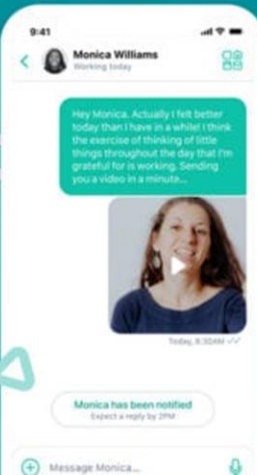 9:41
Monica Williams
Working today
Hey Monica. Actually I felt better
today than I have in a while! I think
the exercise of thinking of little
things throughout the day that I'm
grateful for is working. Sending
you a video in a minute...
Today, 8:30AM
Monica has been notified
Expect a reply by 2PM
Message Monica...